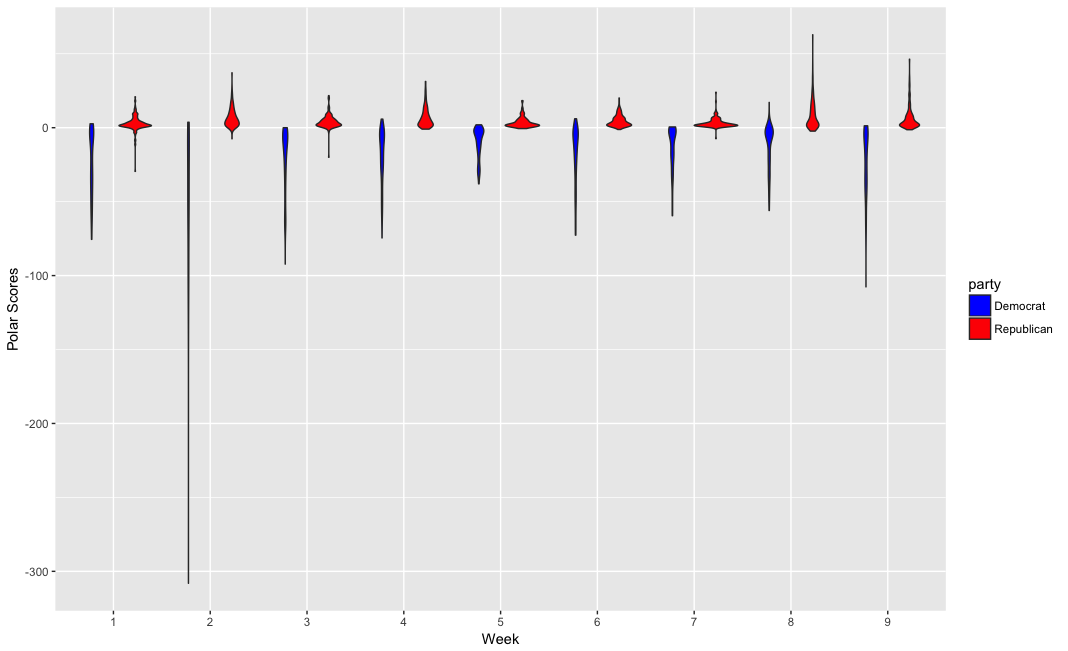 0
-100
-200
-300
Polar Scores
1 2 3 4 5 6 7 8 9
Week
party
Democrat
Republican